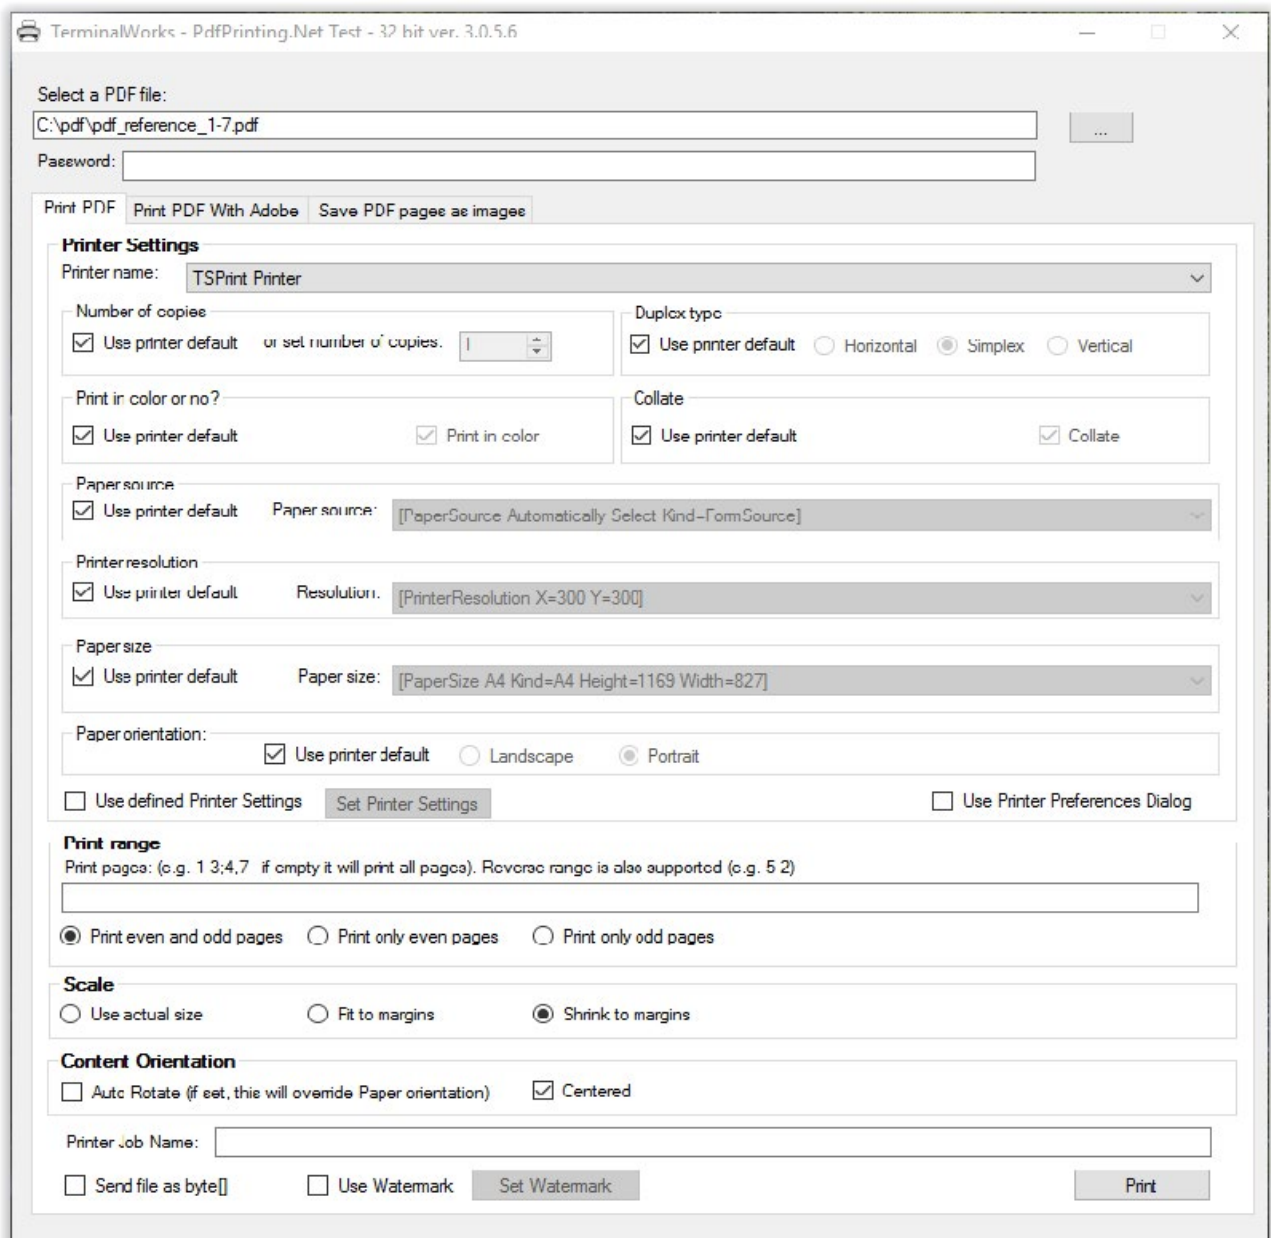 TerminalWorks - PdfPrinting.Net Test - 32 bit ver. 3.0.5.6
Select a PDF file:
C:\pdf\pdf_reference_1-7.pdf
...
Password:
Print PDF Print PDF With Adobe Save PDF pages as images
Printer Settings
Printer name: TSPrint Printer
Number of copies Duplex type
Use printer default or set number of copies: 1 Use printer default Horizontal Simplex Vertical
Print in color or no? Collate
Use printer default Print in color Use printer default Collate
Paper source
Use printer default Paper source: [PaperSource Automatically Select Kind=FormSource]
Printer resolution
Use printer default Resolution: [PrinterResolution X=300 Y=300]
Paper size
Use printer default Paper size: [PaperSize A4 Kind=A4 Height=1169 Width=827]
Paper orientation:
Use printer default Landscape Portrait
Use defined Printer Settings Set Printer Settings Use Printer Preferences Dialog
Print range
Print pages: (e.g. 1-3;4,7 if empty it will print all pages). Reverse range is also supported (e.g. 5-2)
Print even and odd pages Print only even pages Print only odd pages
Scale
Use actual size Fit to margins Shrink to margins
Content Orientation
Auto Rotate (if set, this will override Paper orientation) Centered
Printer Job Name:
Send file as byte[] Use Watermark Set Watermark Print